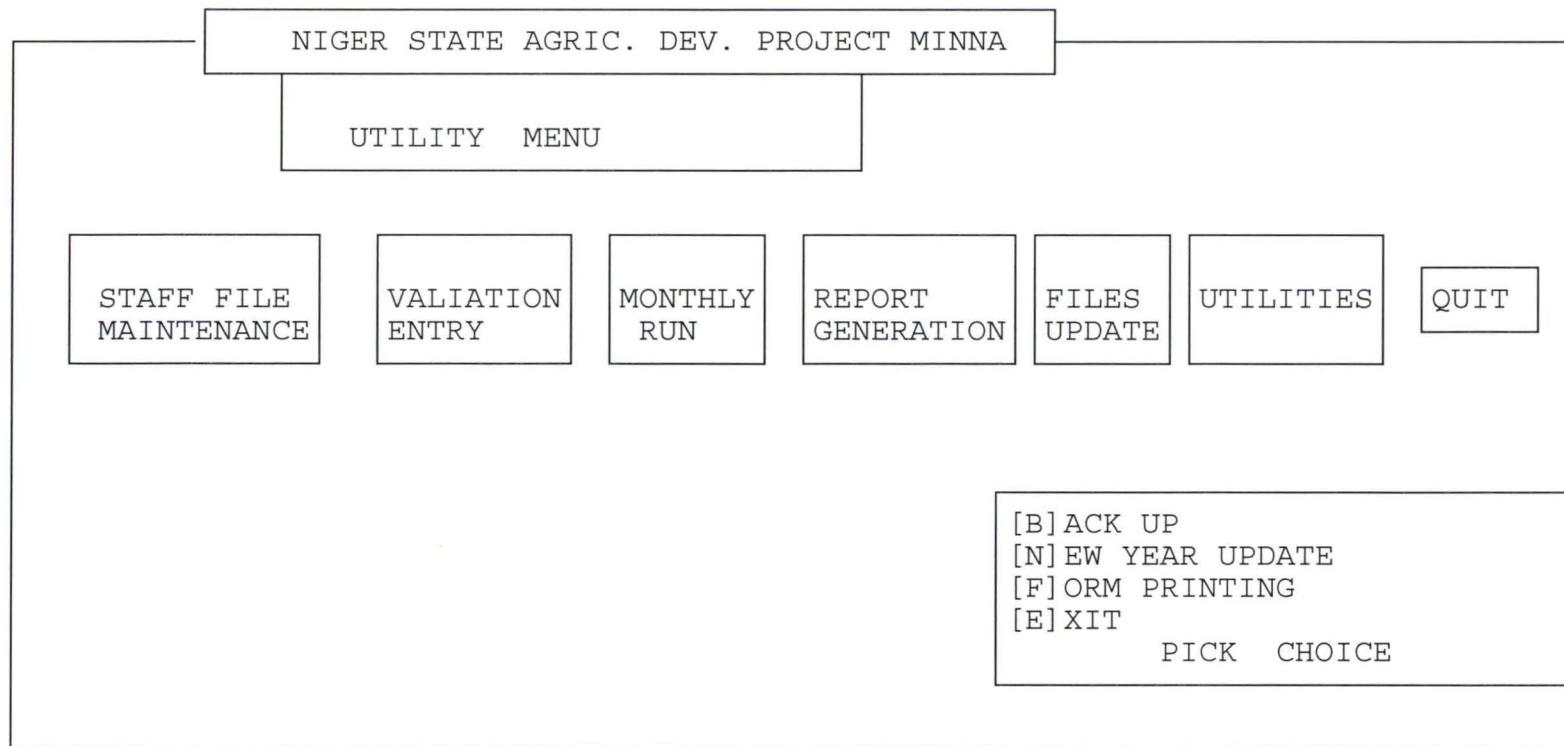 NIGER STATE AGRIC. DEV. PROJECT MINNA
UTILITY MENU
STAFF FILE
MAINTENANCE
VALIATION
ENTRY
MONTHLY
RUN
REPORT
GENERATION
FILES
UPDATE
UTILITIES
QUIT
[B]ACK UP
[N]EW YEAR UPDATE
[F]ORM PRINTING
[E]XIT
PICK CHOICE